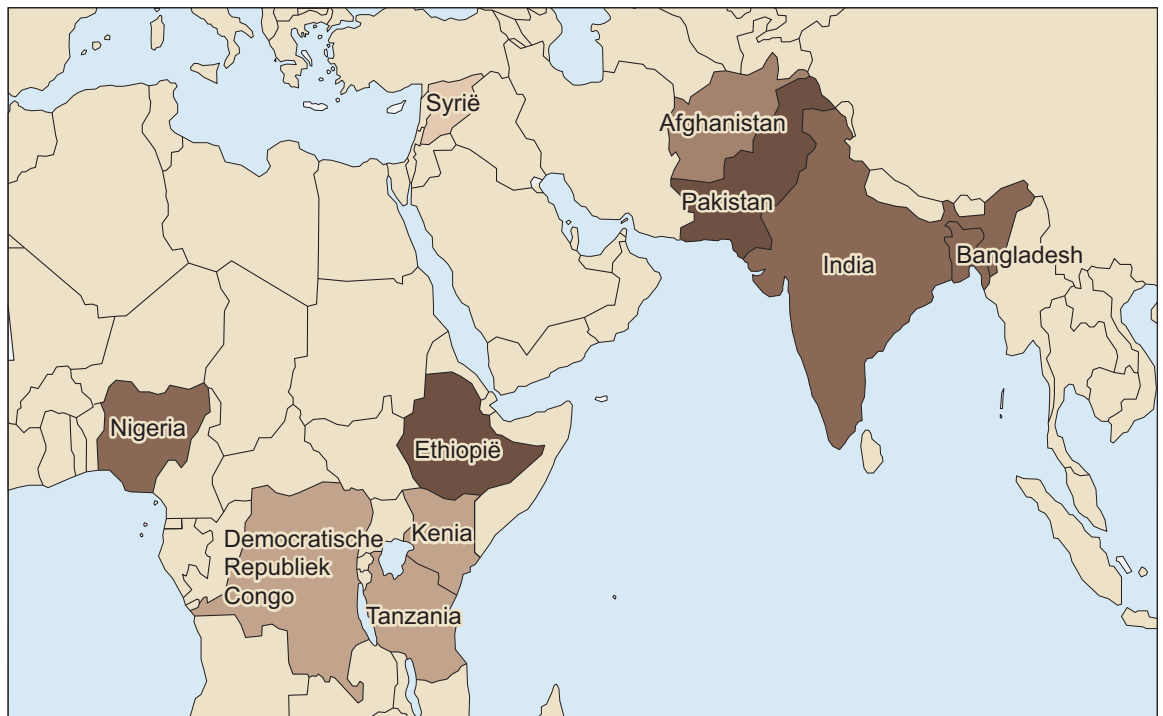 Syrië
Afghanistan
Pakistan
India
Bangladesh
Nigeria
Ethiopië
Democratische
Republiek
Congo
Kenia
Tanzania